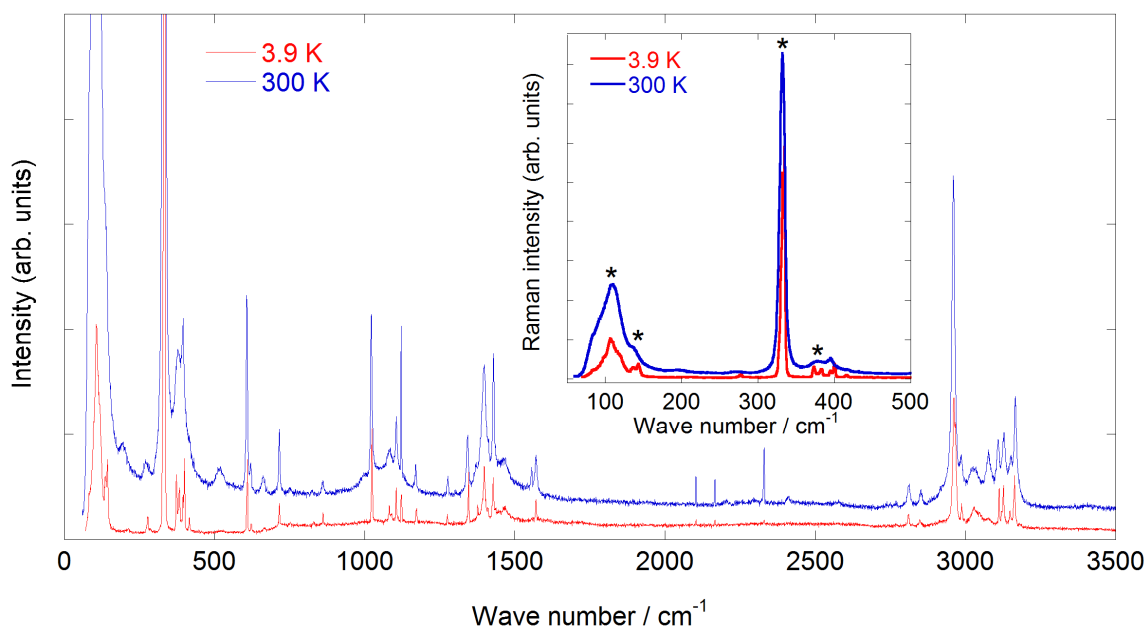 3.9 K
300 K
Intensity (arb. units)
0 500 1000 1500 2000 2500 3000 3500
Wave number / cm-1
3.9 K
300 K
Raman intensity (arb. units)
* * * *
100 200 300 400 500
Wave number / cm-1